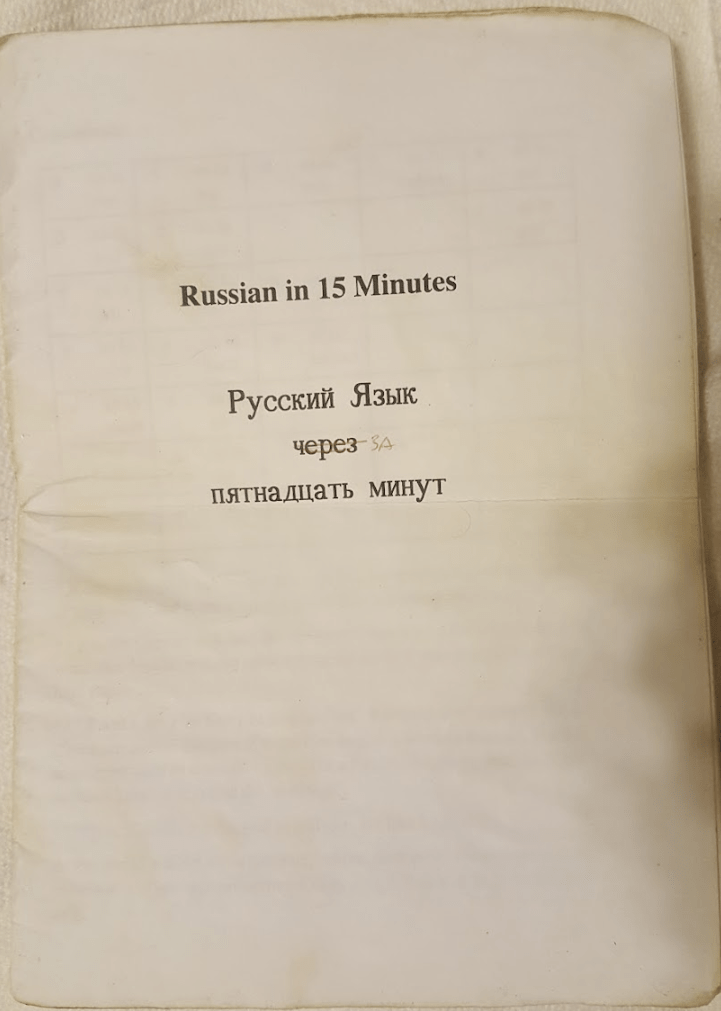 Russian in 15 Minutes
Русский Язык
через ЗА
пятнадцать минут